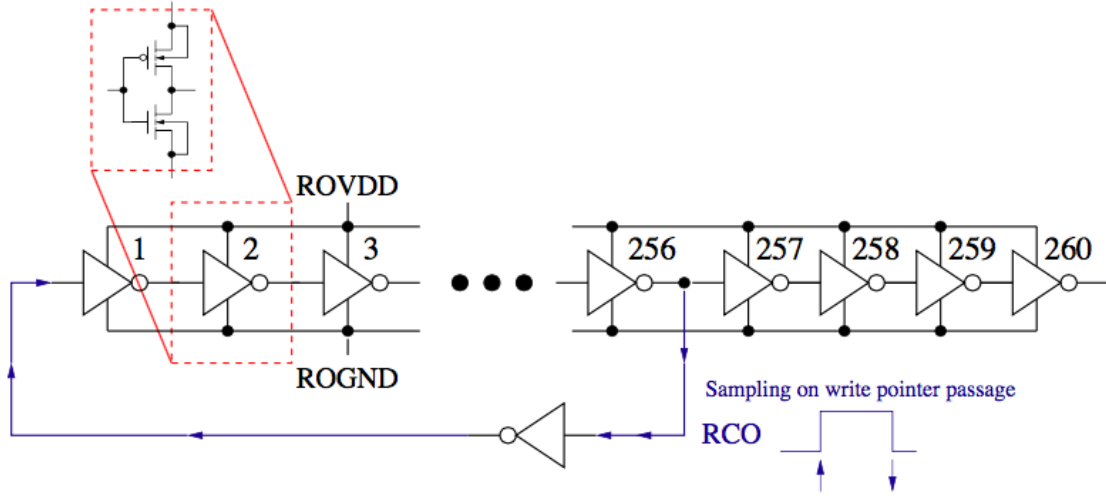 ROVDD
1 2 3 256 257 258 259 260
ROGND
Sampling on write pointer passage
RCO